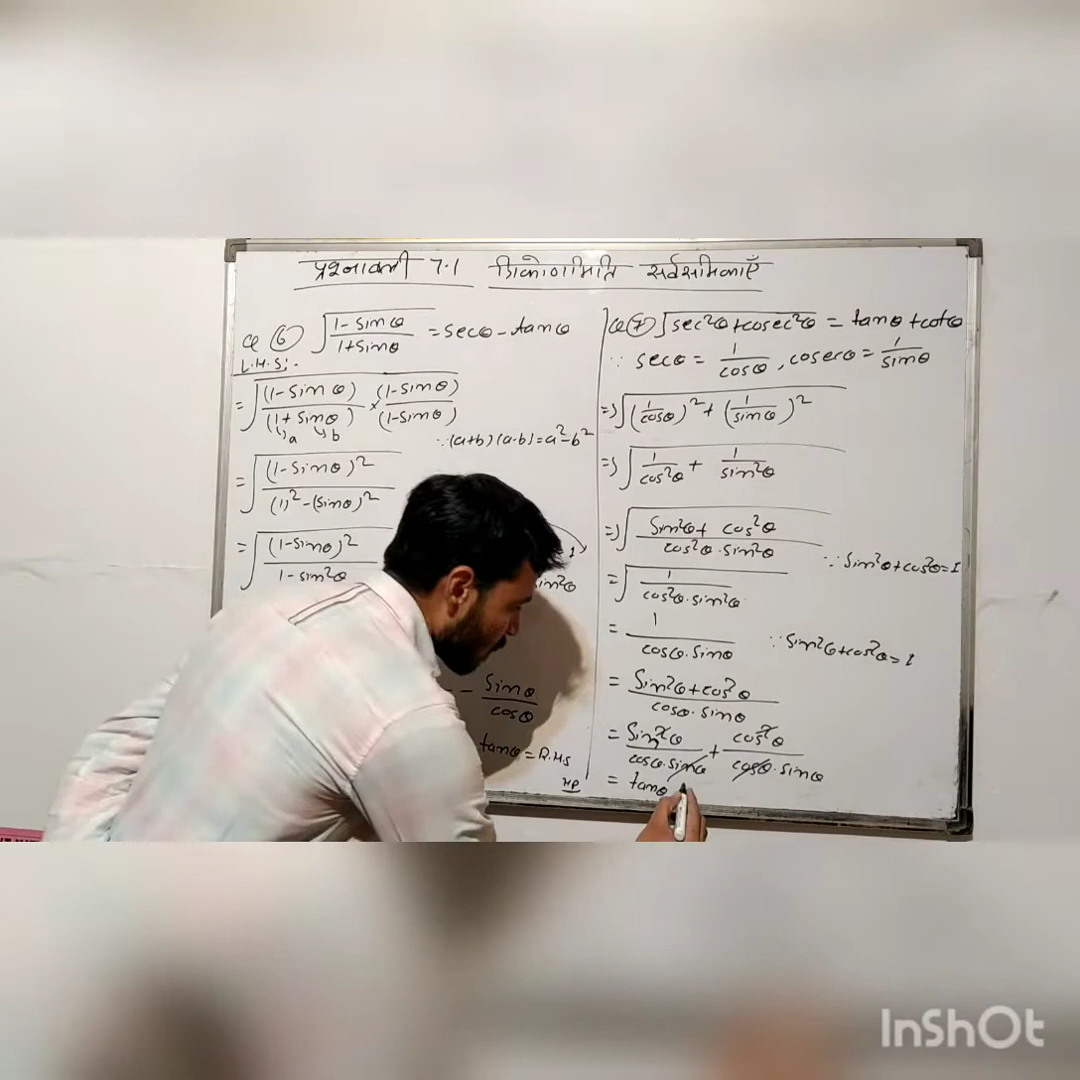 प्रश्नावली 7.1 त्रिकोणमिति सर्वसमिकाएँ
Q ⑥ √((1-sinθ)/(1+sinθ)) = secθ - tanθ
L.H.S:-
= √((1-sinθ)/(1+sinθ) × (1-sinθ)/(1-sinθ))
↳a ↳b
∵ (a+b)(a-b)=a²-b²
= √((1-sinθ)²/((1)²-(sinθ)²))
= √((1-sinθ)²/(1-sin²θ))
1
sin²θ
- sinθ/cosθ
tanθ = R.H.S
HP
Q ⑦ √(sec²θ+cosec²θ) = tanθ+cotθ
∵ secθ = 1/cosθ, cosecθ = 1/sinθ
=> √((1/cosθ)² + (1/sinθ)²)
=> √(1/cos²θ + 1/sin²θ)
=> √((sin²θ+cos²θ)/(cos²θ.sin²θ))
∵ sin²θ+cos²θ=1
= √(1/(cos²θ.sin²θ))
= 1/(cosθ.sinθ)
∵ sin²θ+cos²θ=1
= (sin²θ+cos²θ)/(cosθ.sinθ)
= sin²θ/(cosθ.sinθ) + cos²θ/(cosθ.sinθ)
= tanθ
InShOt